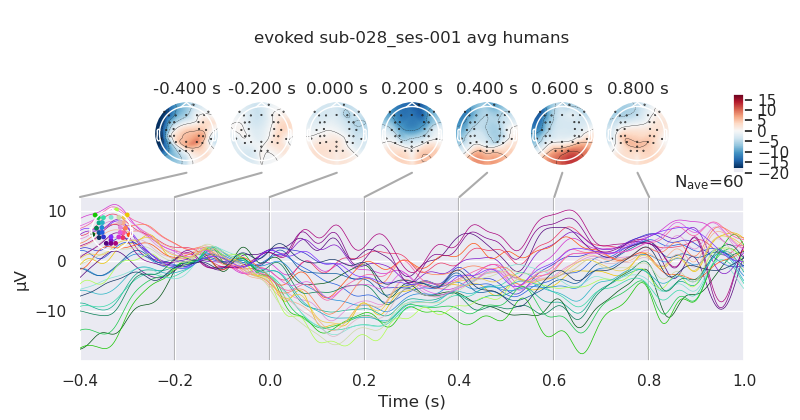 evoked sub-028_ses-001 avg humans
-0.400 s -0.200 s 0.000 s 0.200 s 0.400 s 0.600 s 0.800 s
15
10
5
0
−5
−10
−15
−20
Nave=60
10
0
−10
µV
−0.4 −0.2 0.0 0.2 0.4 0.6 0.8 1.0
Time (s)